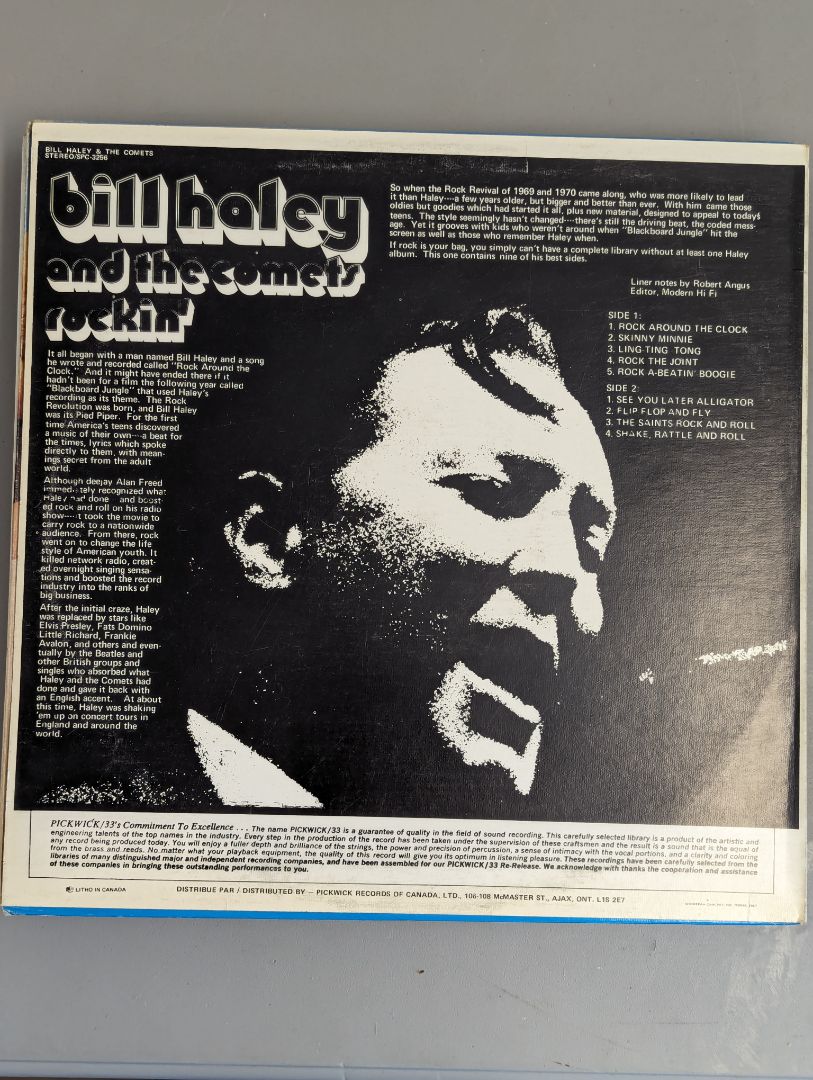 BILL HALEY & THE COMETS
STEREO/SPC-3256
bill haley
and the comets
rockin'
It all began with a man named Bill Haley and a song
he wrote and recorded called "Rock Around the
Clock." And it might have ended there if it
hadn't been for a film the following year called
"Blackboard Jungle" that used Haley's
recording as its theme. The Rock
Revolution was born, and Bill Haley
was its Pied Piper. For the first
time America's teens discovered
a music of their own---a beat for
the times, lyrics which spoke
directly to them, with mean-
ings secret from the adult
world.
Although deejay Alan Freed
immediately recognized what
Haley had done and boost-
ed rock and roll on his radio
show----it took the movie to
carry rock to a nationwide
audience. From there, rock
went on to change the life
style of American youth. It
killed network radio, creat-
ed overnight singing sensa-
tions and boosted the record
industry into the ranks of
big business.
After the initial craze, Haley
was replaced by stars like
Elvis Presley, Fats Domino
Little Richard, Frankie
Avalon, and others and even-
tually by the Beatles and
other British groups and
singles who absorbed what
Haley and the Comets had
done and gave it back with
an English accent. At about
this time, Haley was shaking
'em up on concert tours in
England and around the
world.
So when the Rock Revival of 1969 and 1970 came along, who was more likely to lead
it than Haley----a few years older, but bigger and better than ever. With him came those
oldies but goodies which had started it all, plus new material, designed to appeal to todays
teens. The style seemingly hasn't changed----there's still the driving beat, the coded mess-
age. Yet it grooves with kids who weren't around when "Blackboard Jungle" hit the
screen as well as those who remember Haley when.
If rock is your bag, you simply can't have a complete library without at least one Haley
album. This one contains nine of his best sides.
Liner notes by Robert Angus
Editor, Modern Hi Fi
SIDE 1:
1. ROCK AROUND THE CLOCK
2. SKINNY MINNIE
3. LING TING TONG
4. ROCK THE JOINT
5. ROCK A-BEATIN' BOOGIE
SIDE 2:
1. SEE YOU LATER ALLIGATOR
2. FLIP FLOP AND FLY
3. THE SAINTS ROCK AND ROLL
4. SHAKE, RATTLE AND ROLL
PICKWICK/33's Commitment To Excellence . . . The name PICKWICK/33 is a guarantee of quality in the field of sound recording. This carefully selected library is a product of the artistic and
engineering talents of the top names in the industry. Every step in the production of the record has been taken under the supervision of these craftsmen and the result is a sound that is the equal of
any record being produced today. You will enjoy a fuller depth and brilliance of the strings, the power and precision of percussion, a sense of intimacy with the vocal portions, and a clarity and coloring
from the brass and reeds. No matter what your playback equipment, the quality of this record will give you its optimum in listening pleasure. These recordings have been carefully selected from the
libraries of many distinguished major and independent recording companies, and have been assembled for our PICKWICK/33 Re-Release. We acknowledge with thanks the cooperation and assistance
of these companies in bringing these outstanding performances to you.
LITHO IN CANADA
DISTRIBUE PAR / DISTRIBUTED BY — PICKWICK RECORDS OF CANADA, LTD., 106-108 McMASTER ST., AJAX, ONT. L1S 2E7